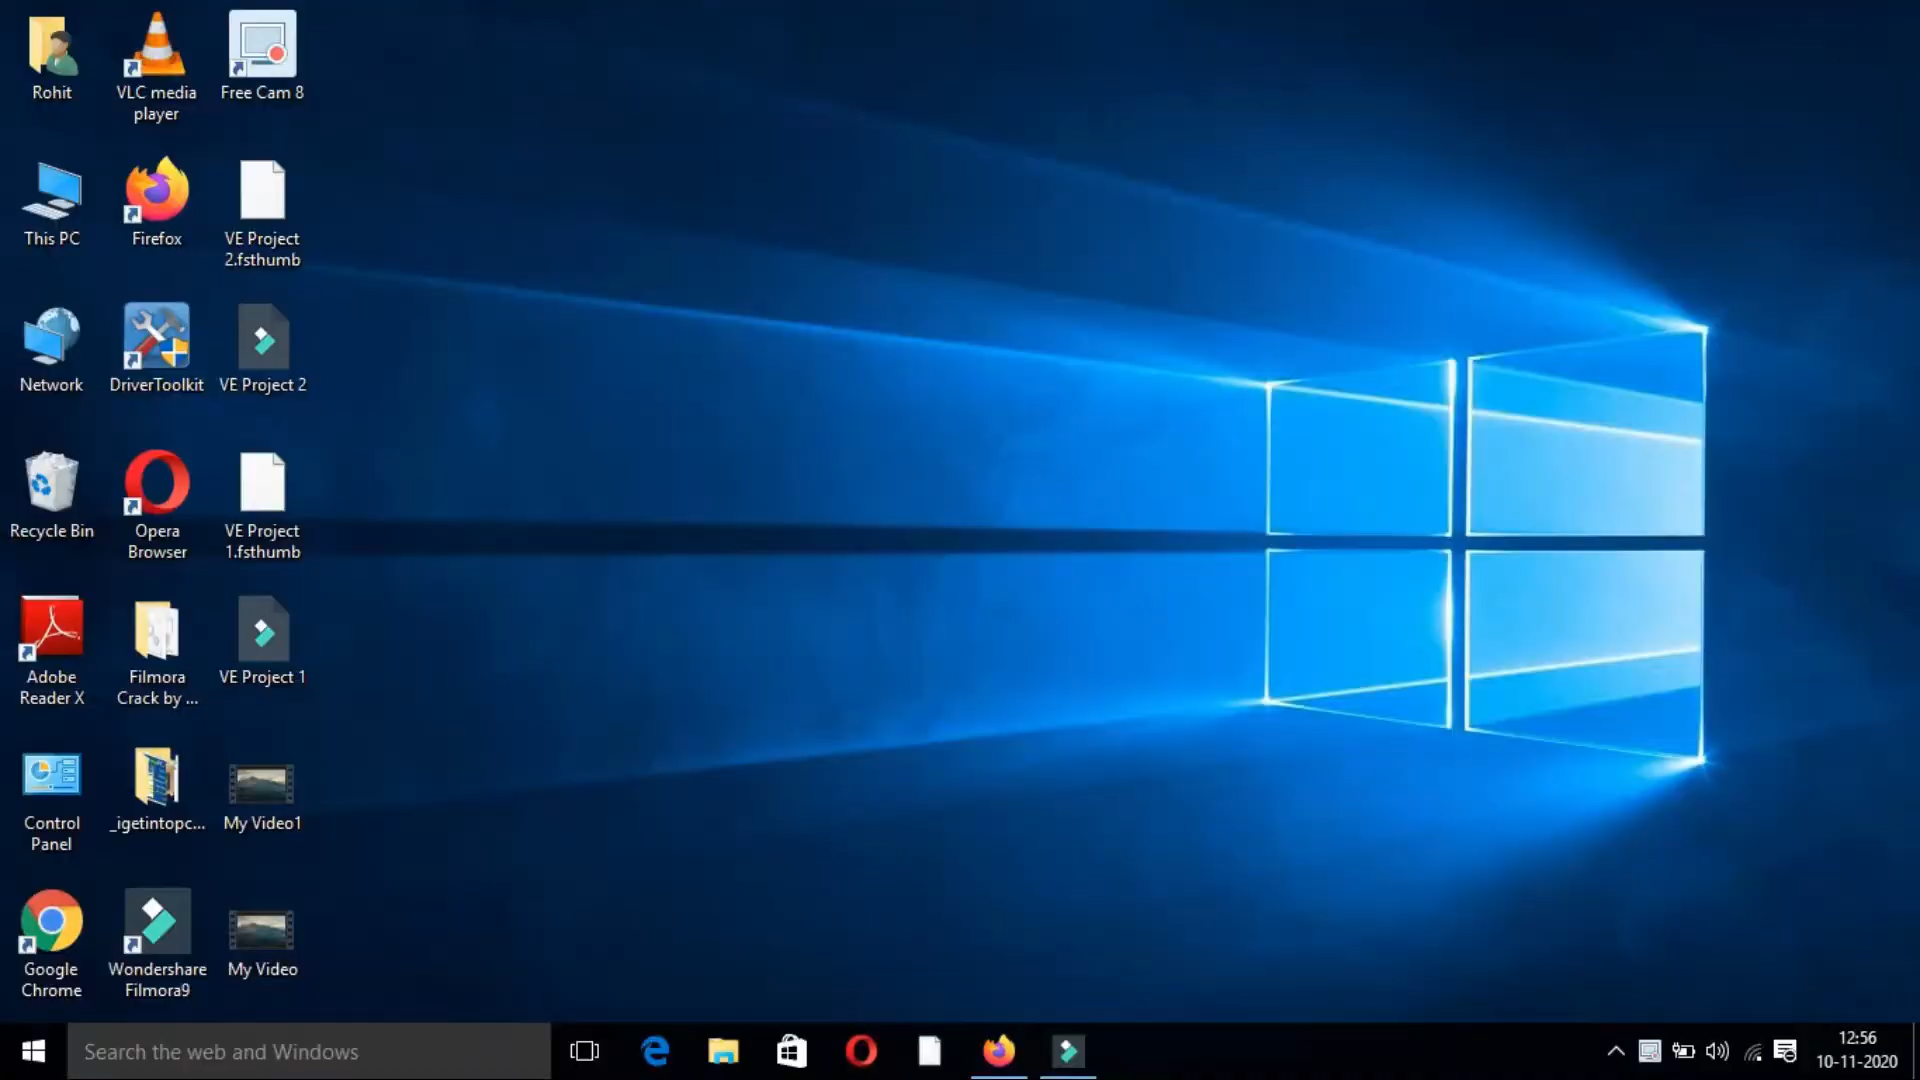 Rohit
VLC media
player
Free Cam 8
This PC
Firefox
VE Project
2.fsthumb
Network
DriverToolkit
VE Project 2
Recycle Bin
Opera
Browser
VE Project
1.fsthumb
Adobe
Reader X
Filmora
Crack by ...
VE Project 1
Control
Panel
_igetintopc...
My Video1
Google
Chrome
Wondershare
Filmora9
My Video
Search the web and Windows
12:56
10-11-2020